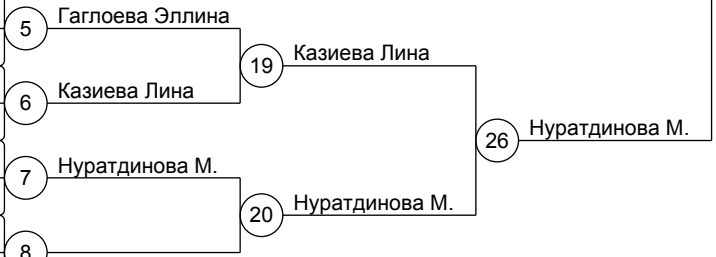 5 Гаглоева Эллина
19 Казиева Лина
6 Казиева Лина
26 Нуратдинова М.
7 Нуратдинова М.
20 Нуратдинова М.
8